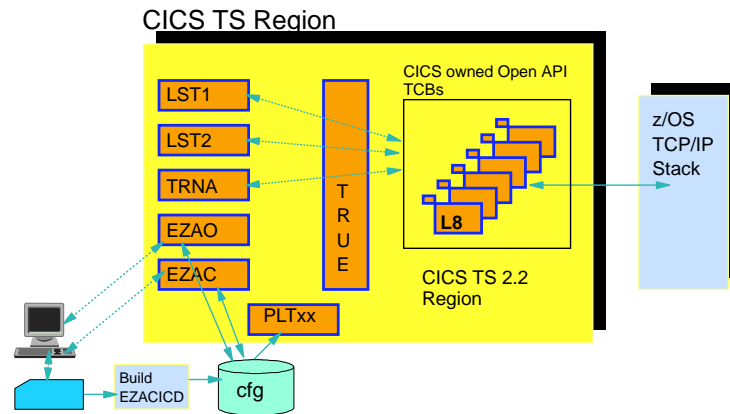 CICS TS Region
CICS owned Open API
TCBs
LST1
LST2
TRNA
EZAO
EZAC
T
R
U
E
L8
z/OS
TCP/IP
Stack
CICS TS 2.2
Region
PLTxx
Build
EZACICD
cfg